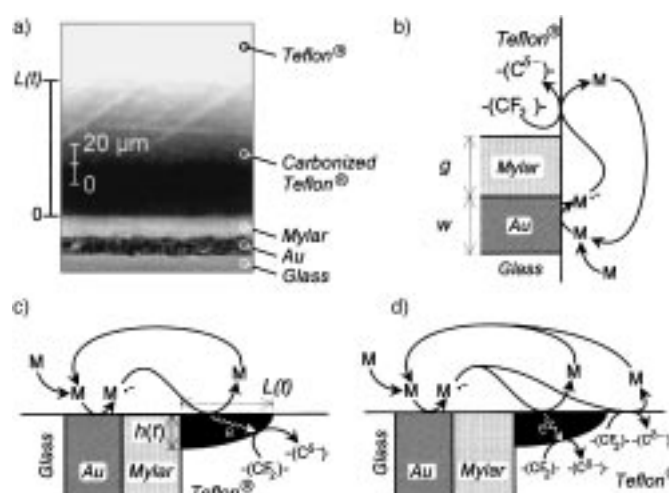 a)
Teflon®
L(t)
20 µm
0
Carbonized
Teflon®
0
Mylar
Au
Glass
b)
Teflon®
-(C^δ–)-
M
-(CF₂)-
g
Mylar
M·–
w
Au
M
Glass
M
c)
M
M
M·–
M
L(t)
h(t)
Glass
Au
Mylar
-(CF₂)-
-(C^δ–)-
Teflon®
d)
M
M
M·–
M
M
Glass
Au
Mylar
-(CF₂)-
-(C^δ–)-
-(CF₂)-
-(C^δ–)-